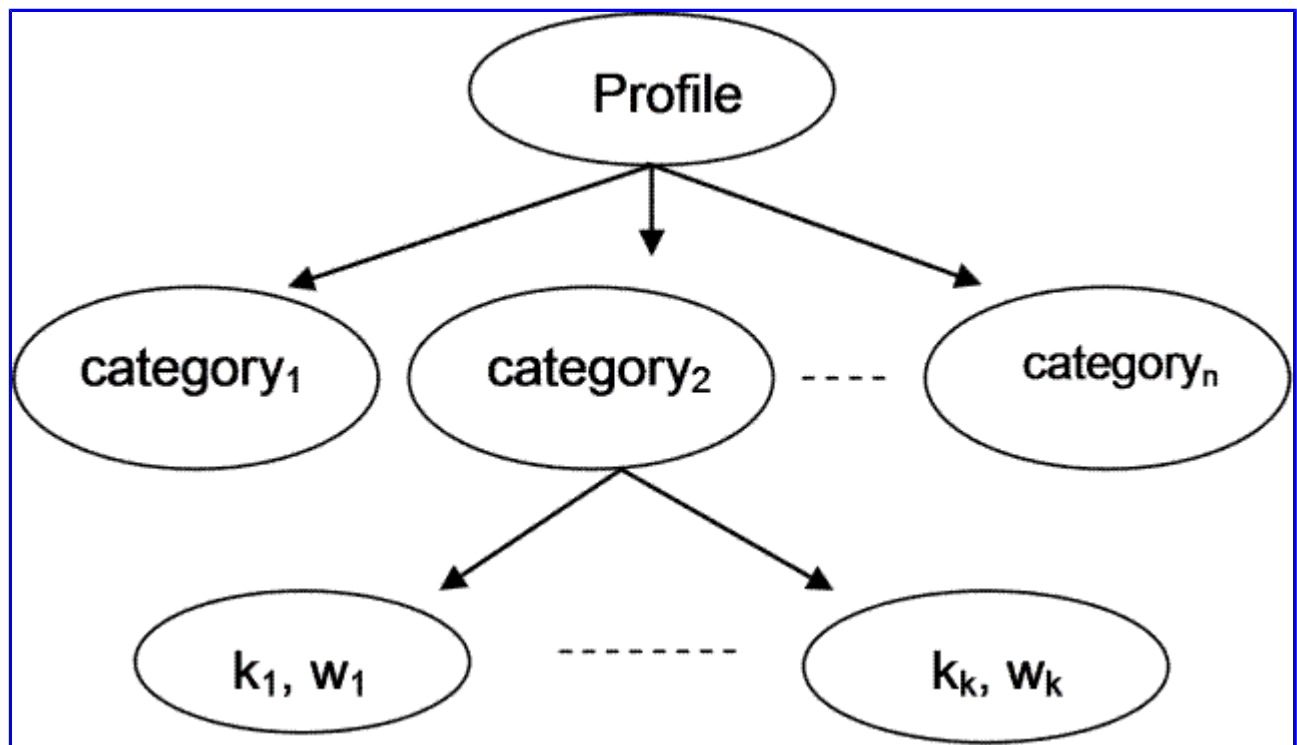 Profile
category₁ category₂ ---- categoryₙ
k₁, w₁ -------- kₖ, wₖ